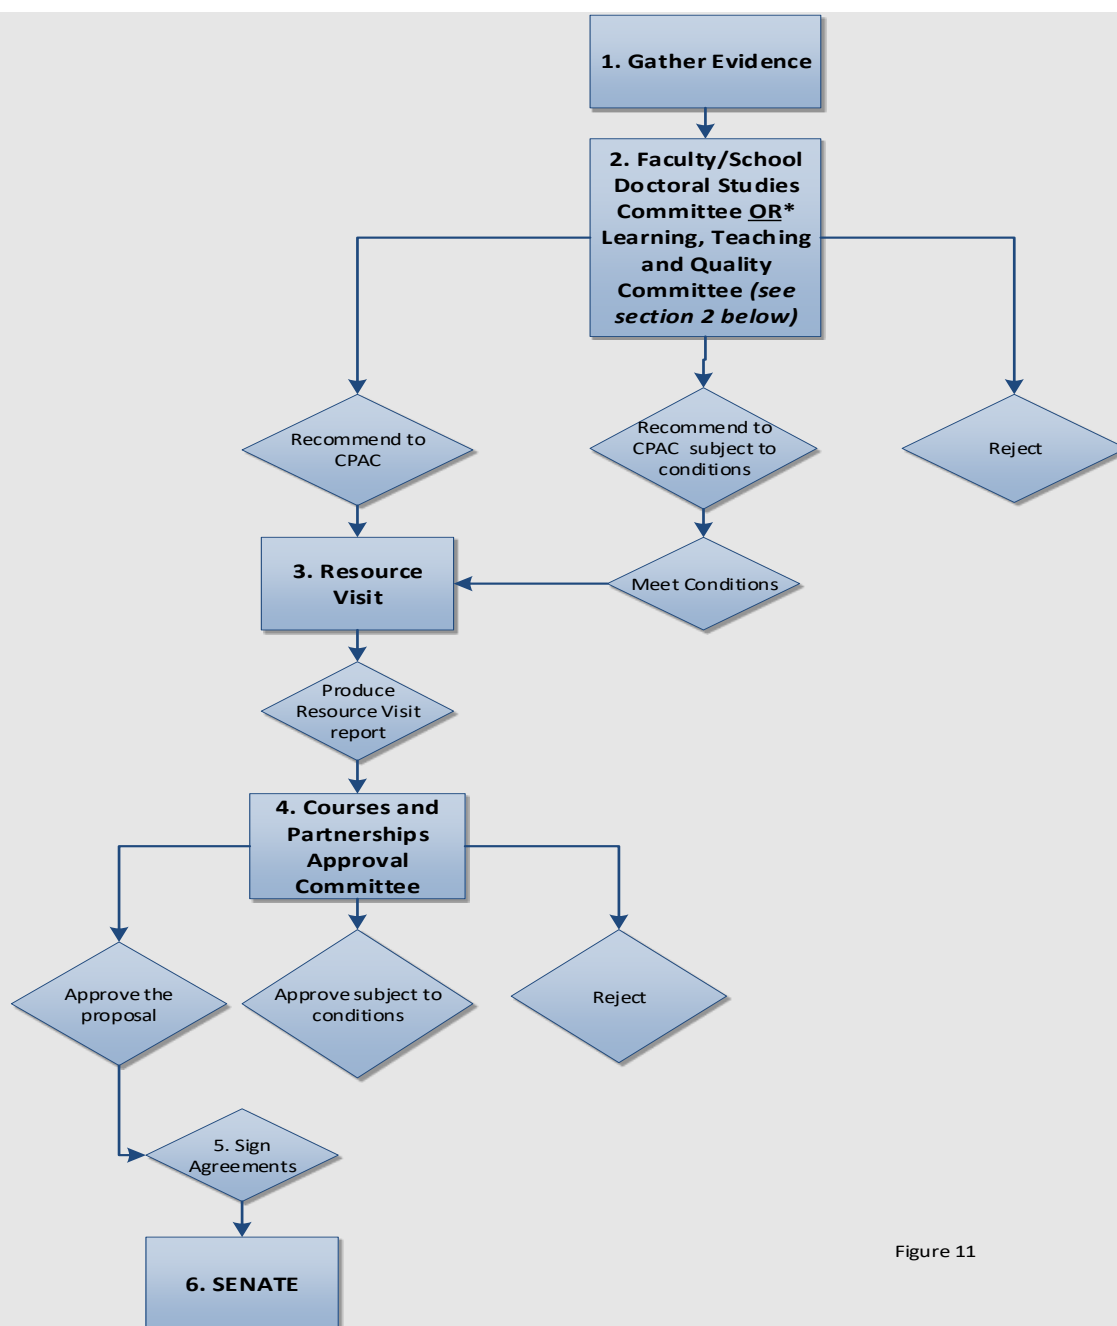 1. Gather Evidence
2. Faculty/School
Doctoral Studies
Committee OR*
Learning, Teaching
and Quality
Committee (see
section 2 below)
Recommend to
CPAC
Recommend to
CPAC subject to
conditions
Reject
3. Resource
Visit
Meet Conditions
Produce
Resource Visit
report
4. Courses and
Partnerships
Approval
Committee
Approve the
proposal
Approve subject to
conditions
Reject
5. Sign
Agreements
6. SENATE
Figure 11